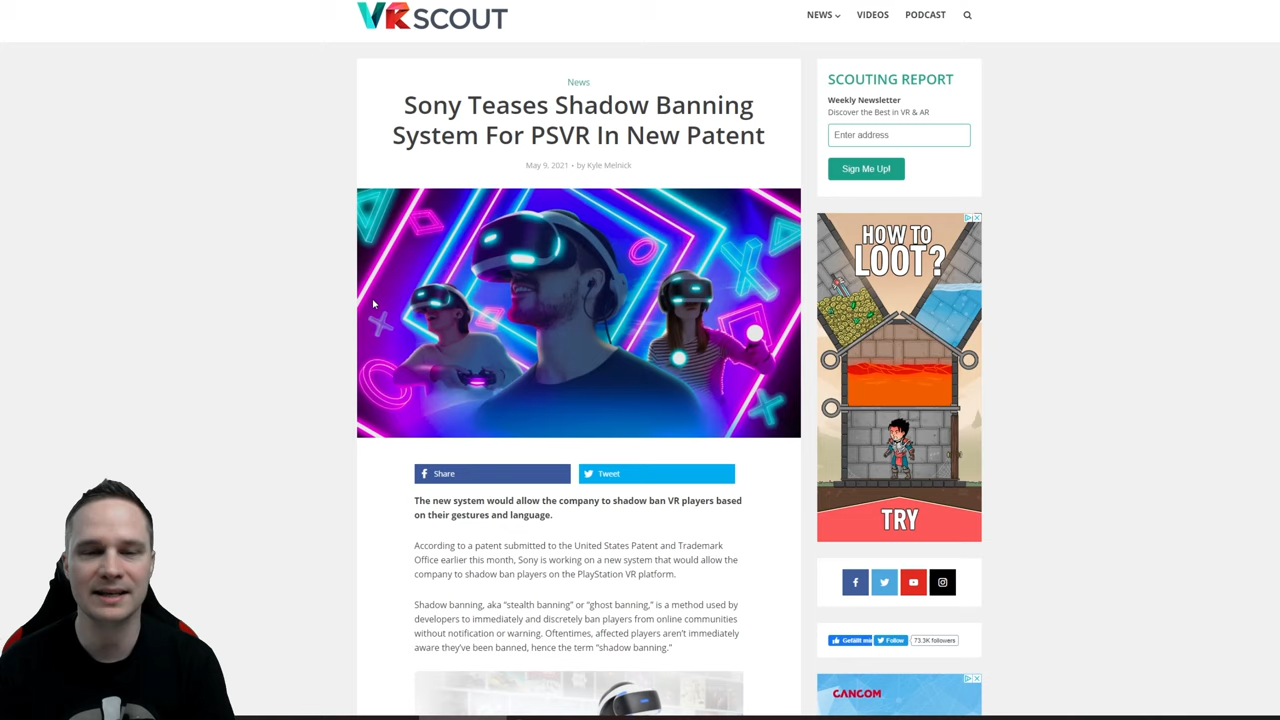 VRSCOUT
NEWS
VIDEOS
PODCAST
News
Sony Teases Shadow Banning
System For PSVR In New Patent
May 9, 2021 • by Kyle Melnick
Share
Tweet
The new system would allow the company to shadow ban VR players based
on their gestures and language.
According to a patent submitted to the United States Patent and Trademark
Office earlier this month, Sony is working on a new system that would allow the
company to shadow ban players on the PlayStation VR platform.
Shadow banning, aka “stealth banning” or “ghost banning,” is a method used by
developers to immediately and discretely ban players from online communities
without notification or warning. Oftentimes, affected players aren’t immediately
aware they’ve been banned, hence the term “shadow banning.”
SCOUTING REPORT
Weekly Newsletter
Discover the Best in VR & AR
Enter address
Sign Me Up!
HOW TO
LOOT?
TRY
Gefällt
Follow
73.3K followers
CANCOM